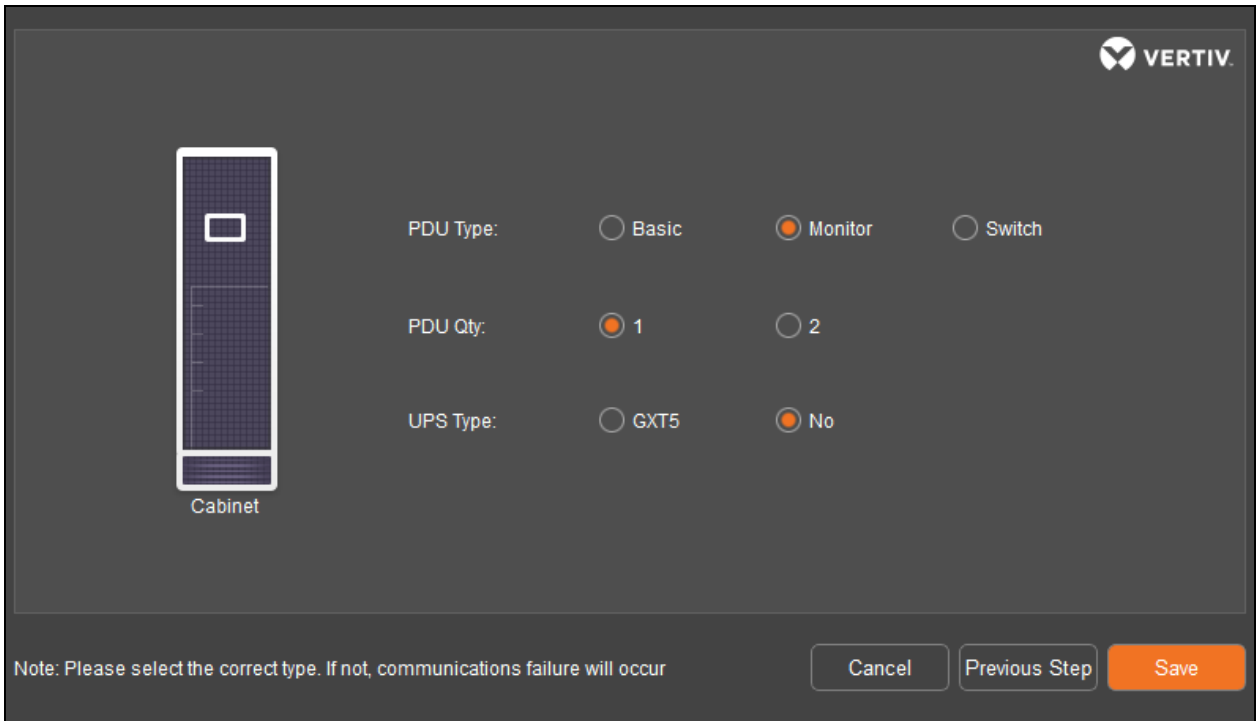 VERTIV.
PDU Type: Basic Monitor Switch
PDU Qty: 1 2
UPS Type: GXT5 No
Cabinet
Note: Please select the correct type. If not, communications failure will occur Cancel Previous Step Save